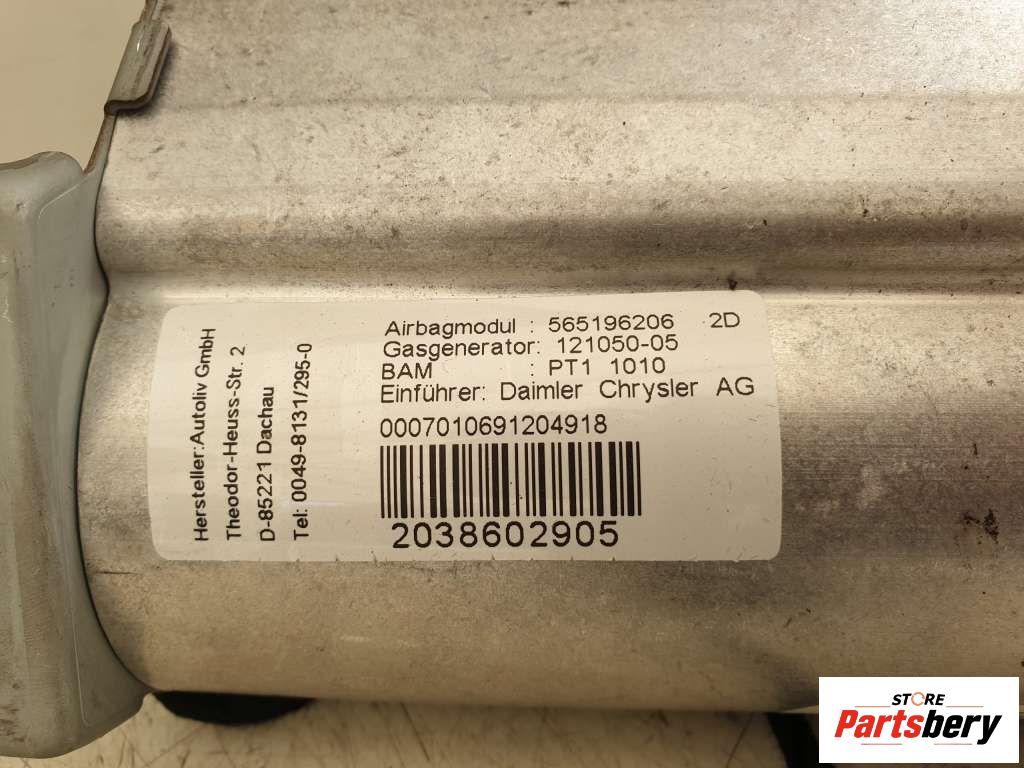 Hersteller:Autoliv GmbH
Theodor-Heuss-Str. 2
D-85221 Dachau
Tel: 0049-8131/295-0
Airbagmodul : 565196206 2D
Gasgenerator: 121050-05
BAM : PT1 1010
Einführer: Daimler Chrysler AG
0007010691204918
2038602905
STORE
Partsbery